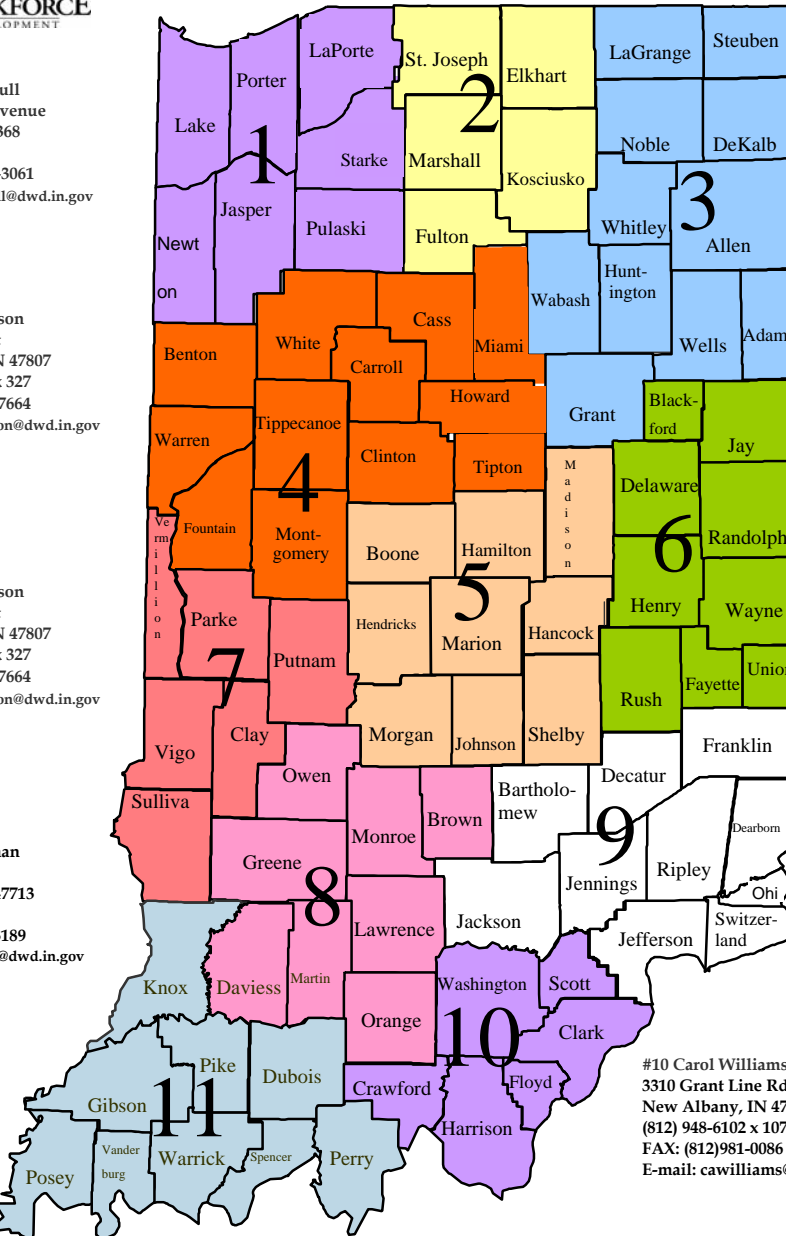 KFORCE
LOPMENT
ull
venue
368
-3061
l@dwd.in.gov
son
N 47807
x 327
7664
on@dwd.in.gov
son
N 47807
x 327
7664
on@dwd.in.gov
nan
47713
5189
@dwd.in.gov
LaPorte
St. Joseph
Elkhart
LaGrange
Steuben
Porter
Lake
1
2
Starke
Marshall
Kosciusko
Noble
DeKalb
3
Jasper
Newt
on
Pulaski
Fulton
Whitley
Allen
Hunt-
ington
Wabash
Wells
Adam
White
Cass
Miami
Benton
Carroll
Howard
Grant
Black-
ford
Jay
Warren
Tippecanoe
Clinton
Tipton
Madison
Delaware
4
Fountain
Mont-
gomery
Vermillion
Boone
Hamilton
6
Randolph
5
Henry
Wayne
Parke
Hendricks
Marion
Hancock
7
Putnam
Rush
Fayette
Union
Vigo
Clay
Morgan
Johnson
Shelby
Franklin
Owen
Decatur
Bartholo-
mew
Sulliva
Monroe
Brown
9
Dearborn
Greene
8
Jennings
Ripley
Ohi
Lawrence
Jackson
Jefferson
Switzer-
land
Knox
Daviess
Martin
Washington
Scott
Orange
10
Clark
Pike
Dubois
Crawford
Floyd
Gibson
11
Harrison
Posey
Vander
burg
Warrick
Spencer
Perry
#10 Carol Williams
3310 Grant Line Rd
New Albany, IN 47
(812) 948-6102 x 107
FAX: (812)981-0086
E-mail: cawilliams@